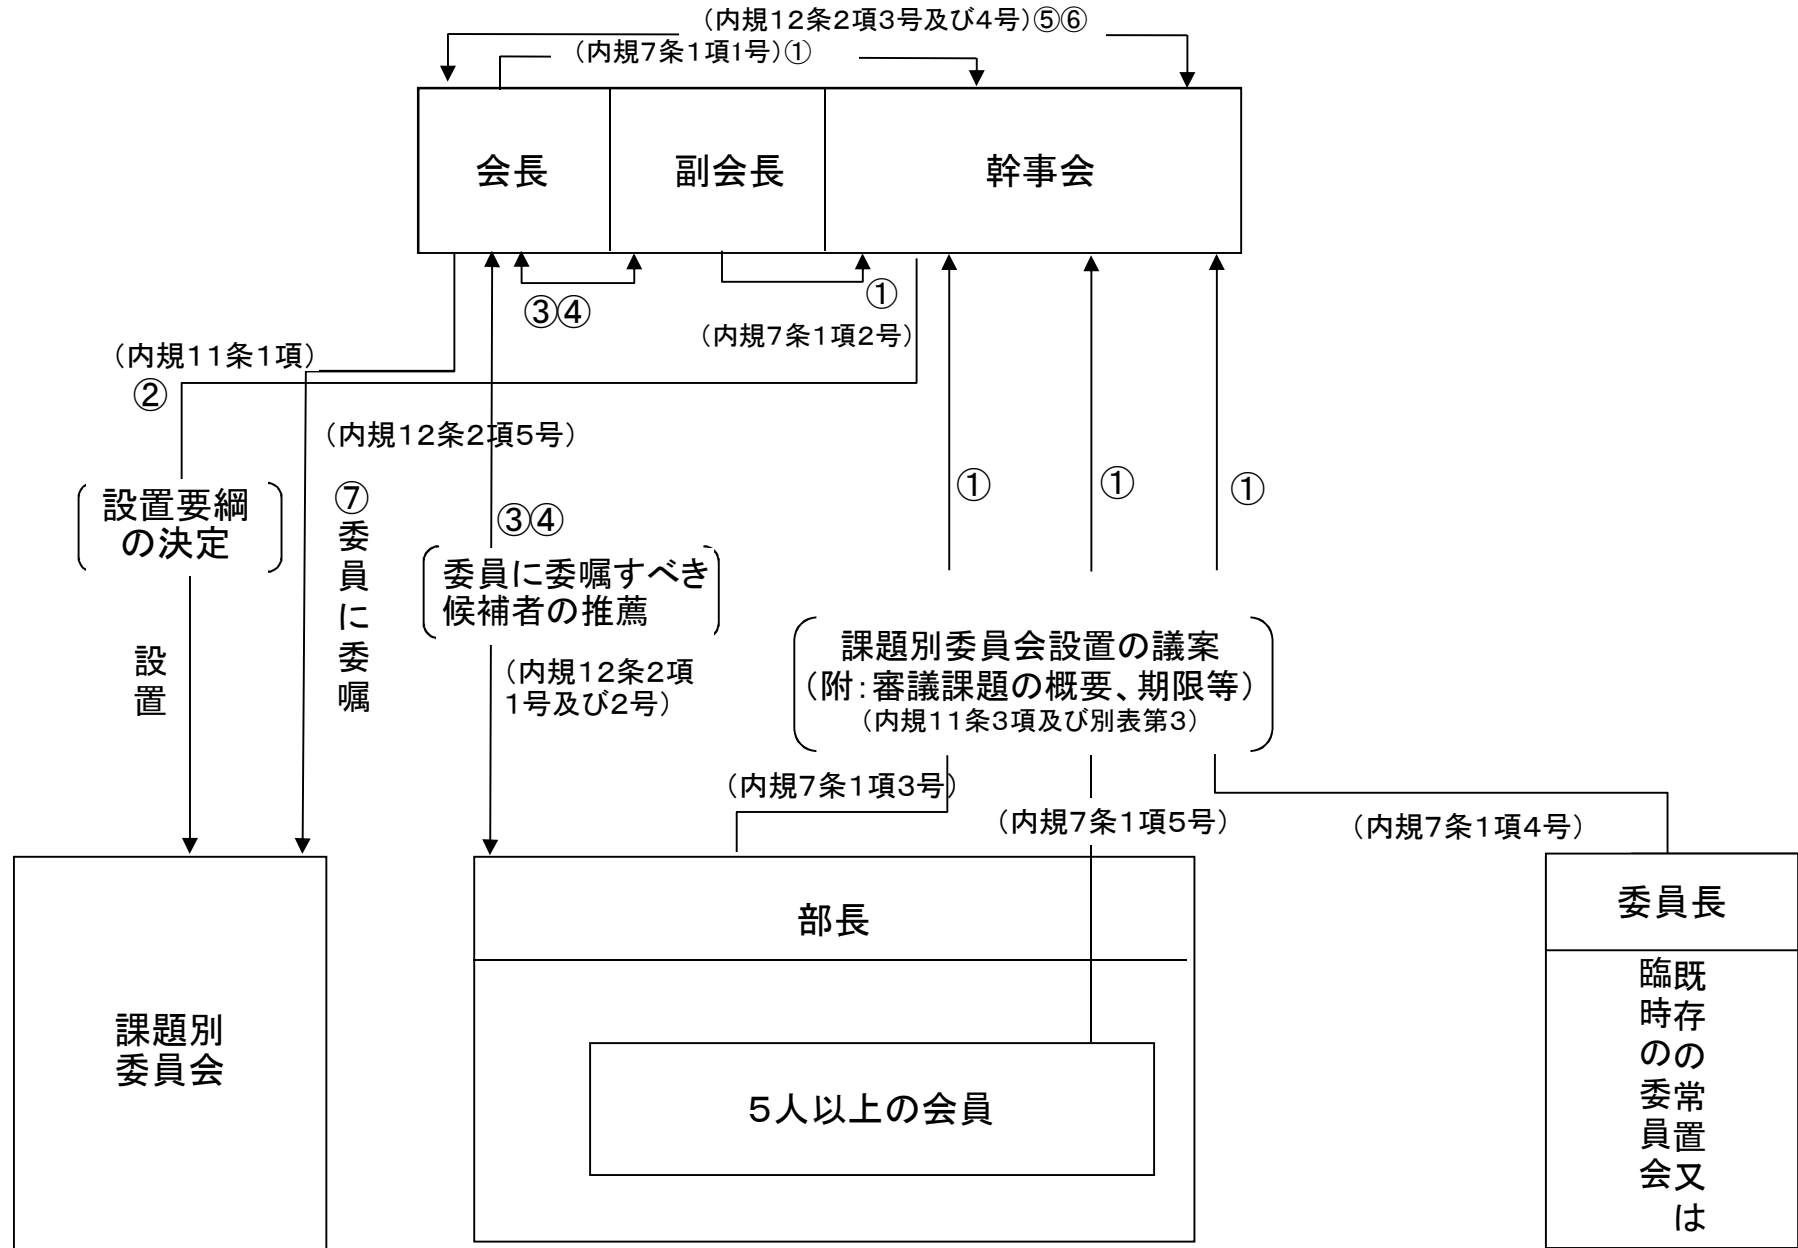 （内規１２条２項３号及び４号）⑤⑥
（内規７条１項１号）①
会長
副会長
幹事会
③④
①
（内規７条１項２号）
（内規１１条１項）
②
（内規１２条２項５号）
設置要綱
の決定
⑦委員に委嘱
③④
委員に委嘱すべき
候補者の推薦
（内規１２条２項
１号及び２号）
①
①
①
設置
課題別委員会設置の議案
（附：審議課題の概要、期限等）
（内規１１条３項及び別表第３）
（内規７条１項３号）
（内規７条１項５号）
（内規７条１項４号）
課題別
委員会
部長
５人以上の会員
委員長
既存の常置又は
臨時の委員会